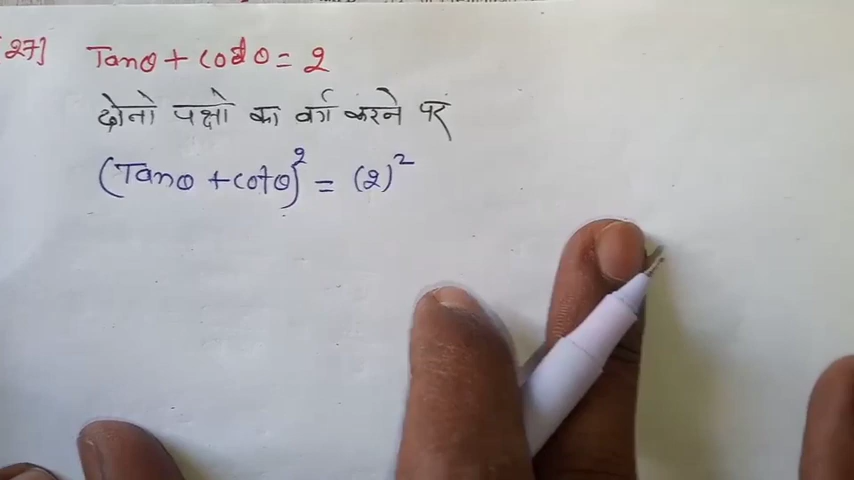 27] Tanθ + Cotθ = 2
दोनो पक्षो का वर्ग करने पर
(Tanθ + Cotθ)² = (2)²